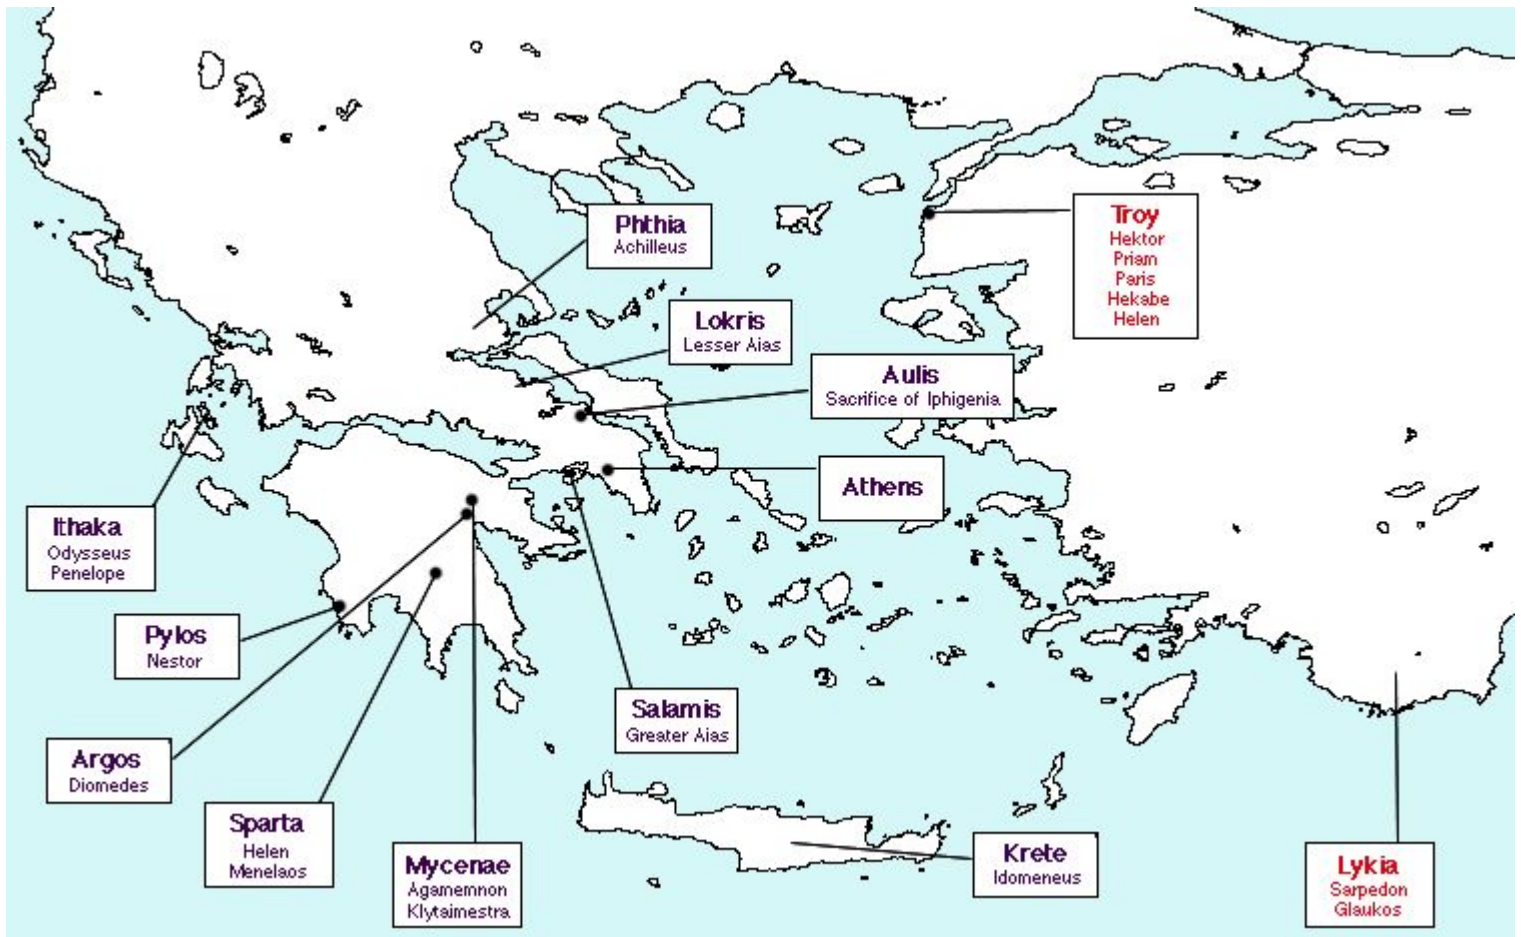 Phthia
Achilleus
Troy
Hektor
Priam
Paris
Hekabe
Helen
Lokris
Lesser Aias
Aulis
Sacrifice of Iphigenia
Athens
Ithaka
Odysseus
Penelope
Pylos
Nestor
Salamis
Greater Aias
Argos
Diomedes
Sparta
Helen
Menelaos
Mycenae
Agamemnon
Klytaimestra
Krete
Idomeneus
Lykia
Sarpedon
Glaukos